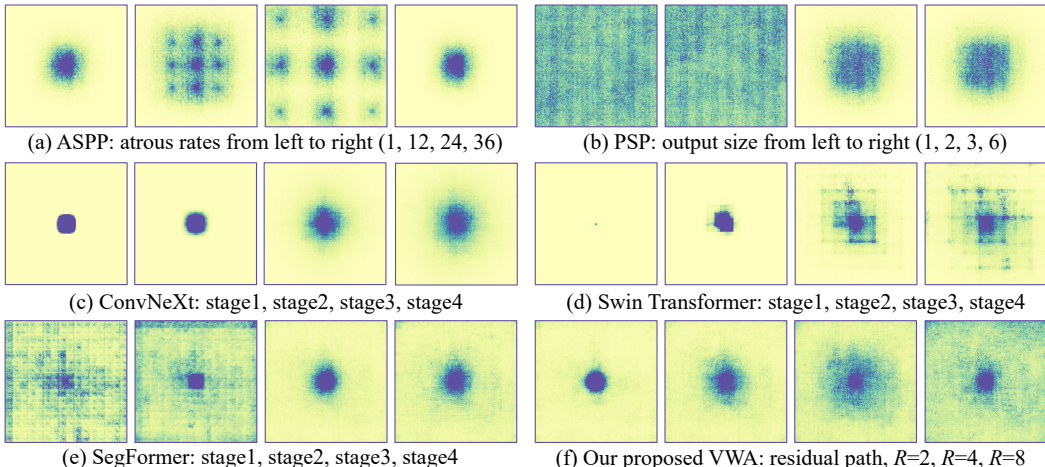 (a) ASPP: atrous rates from left to right (1, 12, 24, 36)
(b) PSP: output size from left to right (1, 2, 3, 6)
(c) ConvNeXt: stage1, stage2, stage3, stage4
(d) Swin Transformer: stage1, stage2, stage3, stage4
(e) SegFormer: stage1, stage2, stage3, stage4
(f) Our proposed VWA: residual path, R=2, R=4, R=8